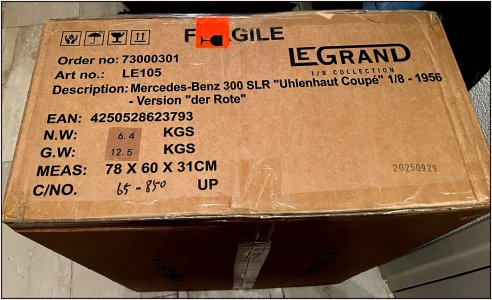 FRAGILE
LEGRAND
1/8 COLLECTION
Order no: 73000301
Art no.: LE105
Description: Mercedes-Benz 300 SLR "Uhlenhaut Coupé" 1/8 - 1956
- Version "der Rote"
EAN: 4250528623793
N.W: 6.4 KGS
G.W: 12.5 KGS
MEAS: 78 X 60 X 31CM
20250929
C/NO. 65 - 850 UP